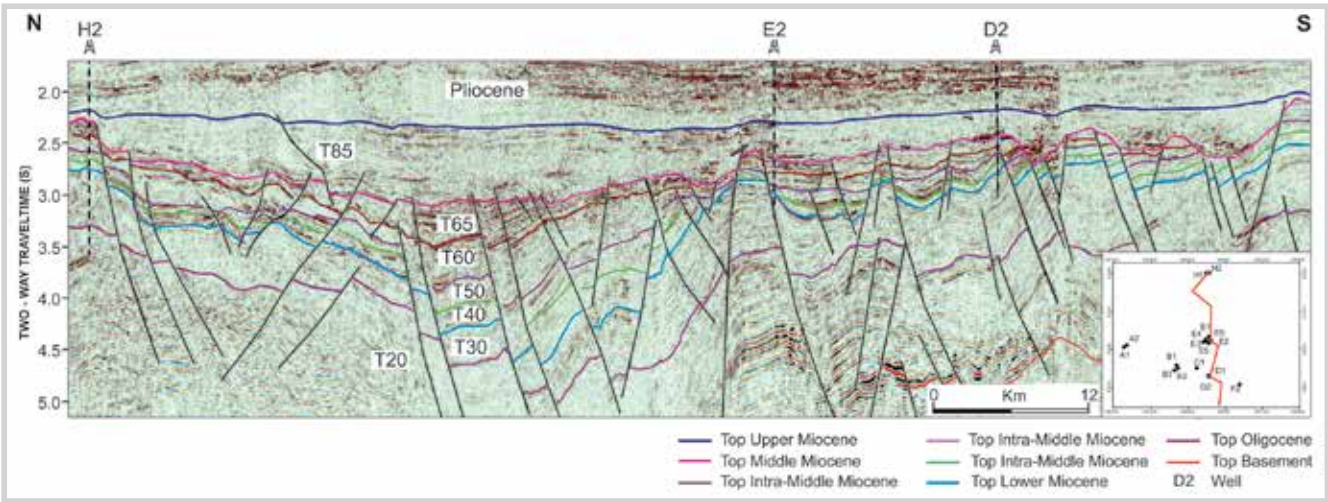 N
S
H2
E2
D2
Pliocene
2.0
2.5
3.0
3.5
4.0
4.5
5.0
TWO - WAY TRAVELTIME (S)
T85
T65
T60
T50
T40
T30
T20
0 Km 12
Top Upper Miocene
Top Middle Miocene
Top Intra-Middle Miocene
Top Intra-Middle Miocene
Top Intra-Middle Miocene
Top Lower Miocene
Top Oligocene
Top Basement
D2 Well